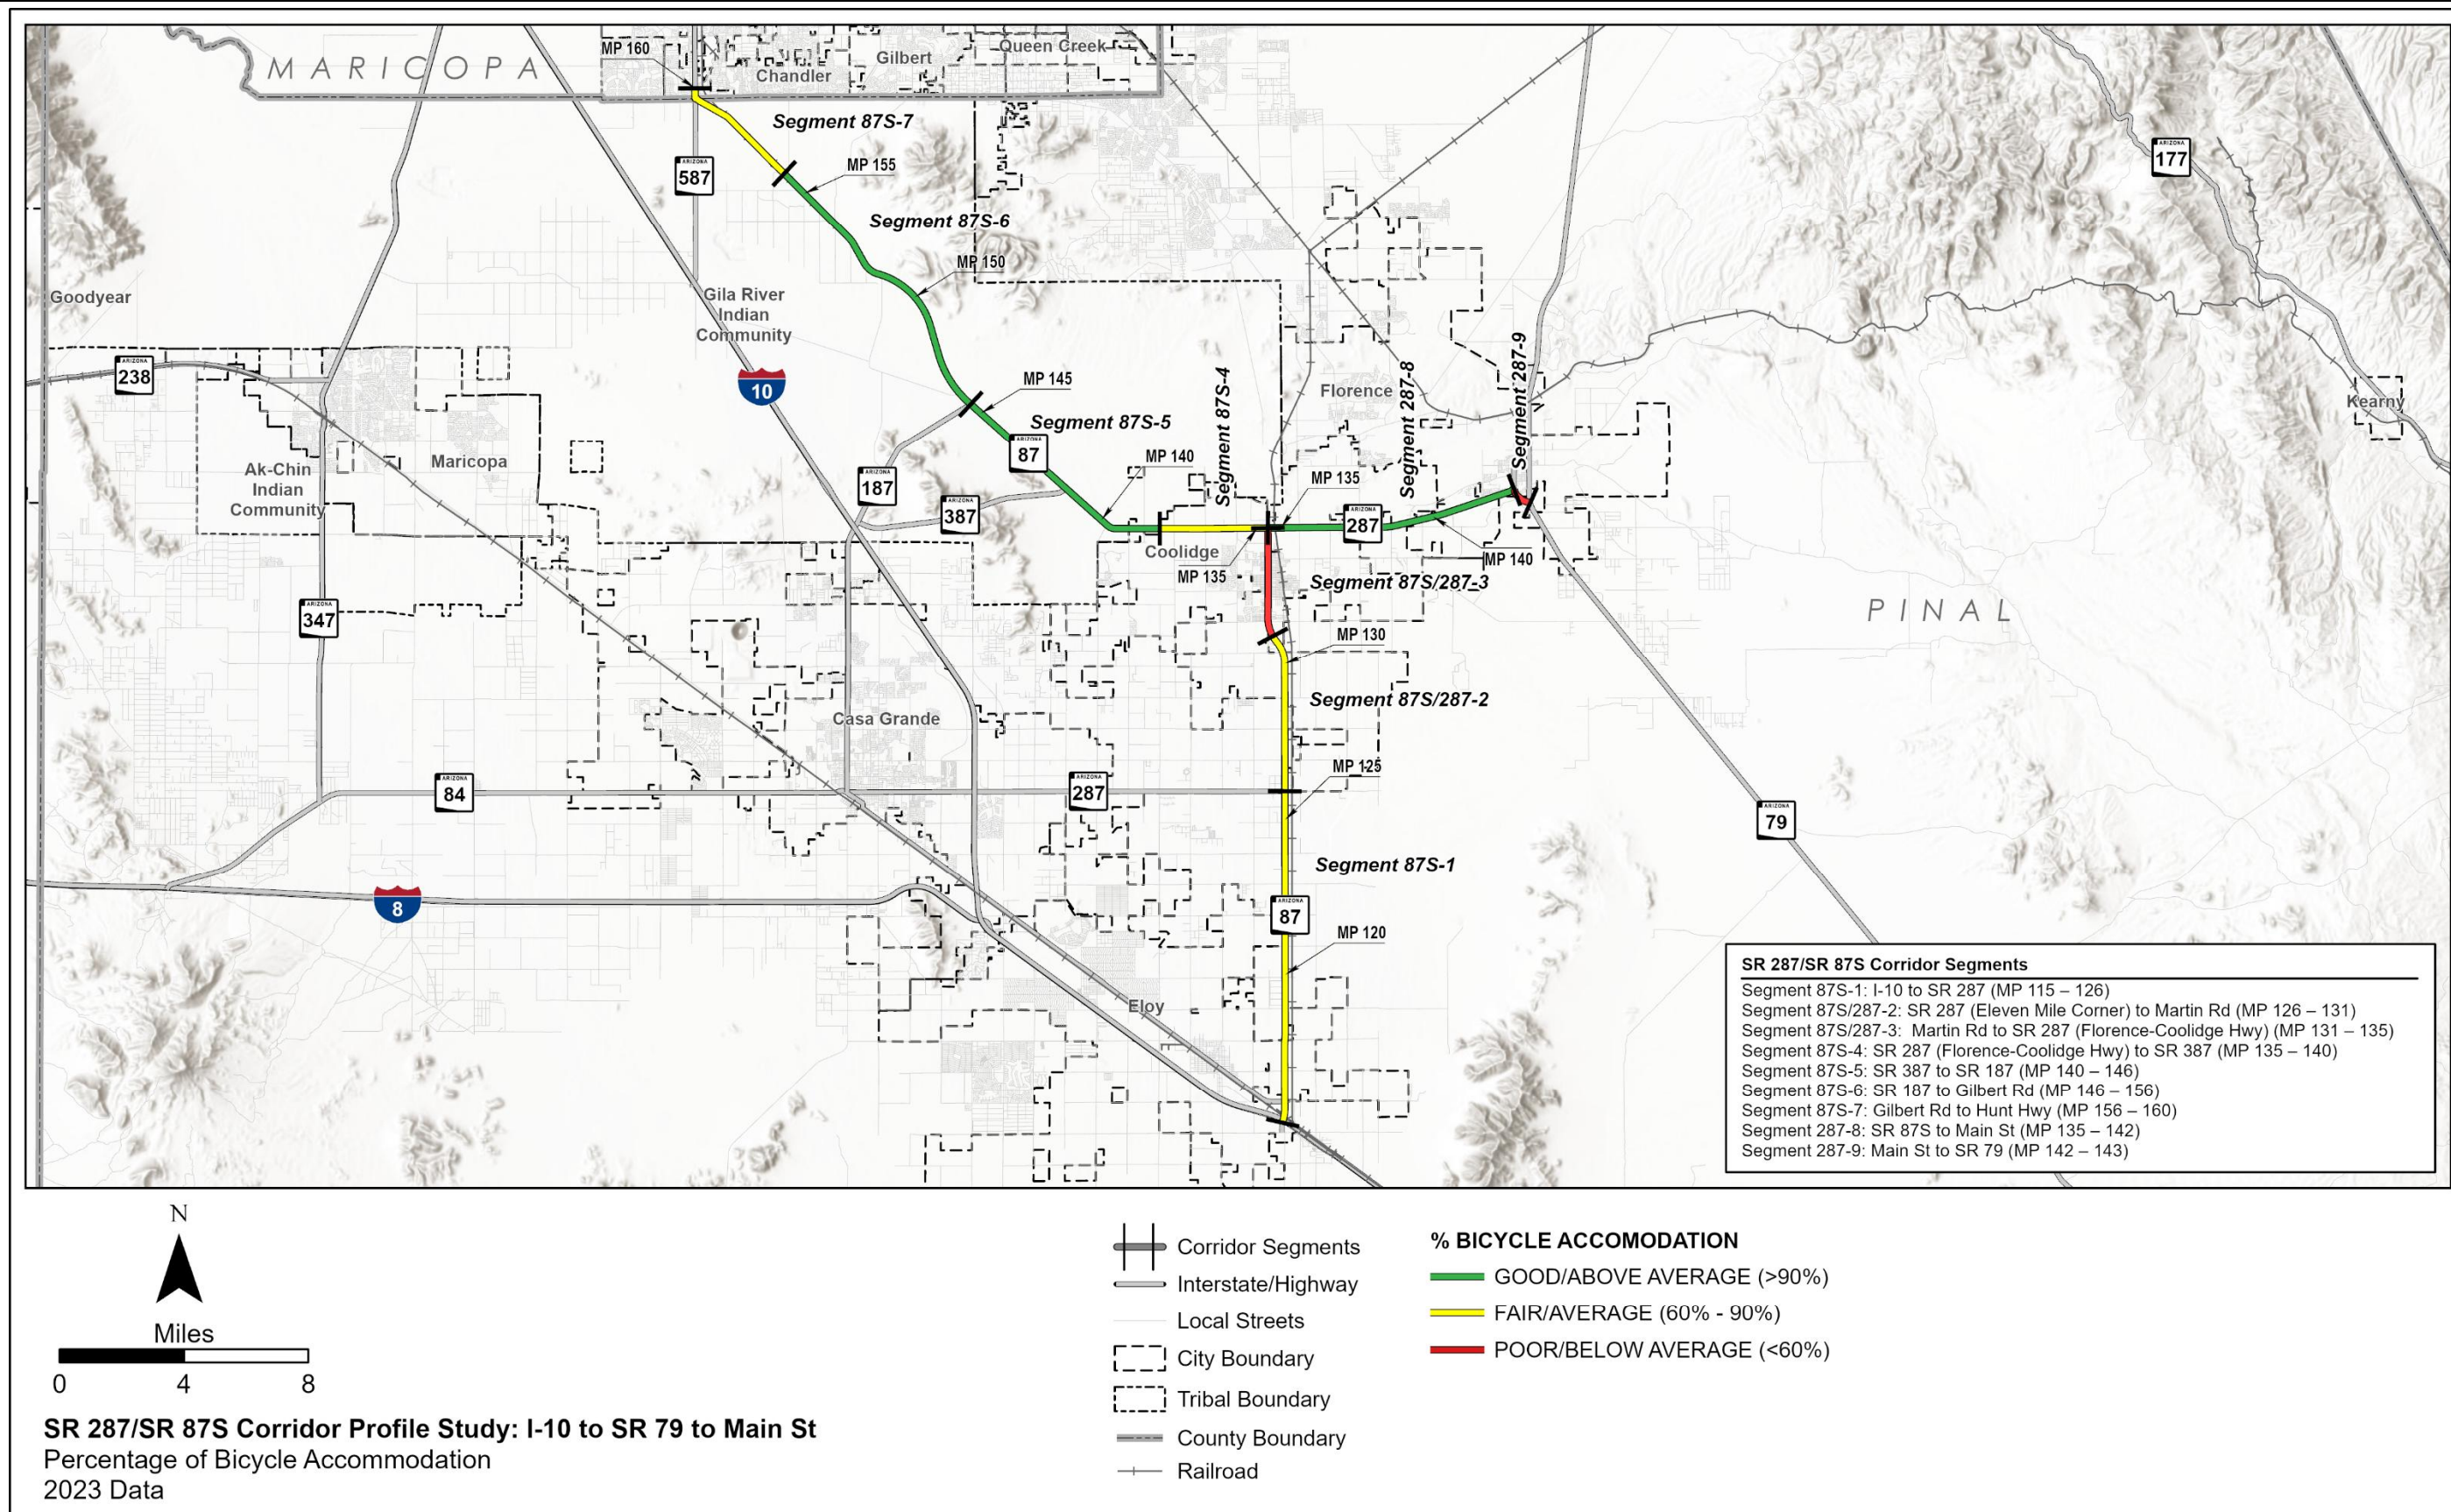 MARICOPA
MP 160
Chandler
Gilbert
Queen Creek
Segment 87S-7
MP 155
ARIZONA
587
ARIZONA
177
Segment 87S-6
MP 150
Goodyear
Gila River
Indian
Community
ARIZONA
238
10
MP 145
Segment 87S-5
ARIZONA
87
Segment 87S-4
Florence
Segment 287-8
Segment 287-9
Kearny
Ak-Chin
Indian
Community
Maricopa
ARIZONA
187
ARIZONA
387
MP 140
MP 135
ARIZONA
287
MP 140
Coolidge
MP 135
Segment 87S/287-3
PINAL
ARIZONA
347
MP 130
Segment 87S/287-2
Casa Grande
MP 125
ARIZONA
84
ARIZONA
287
ARIZONA
79
Segment 87S-1
8
ARIZONA
87
MP 120
Eloy
SR 287/SR 87S Corridor Segments
Segment 87S-1: I-10 to SR 287 (MP 115 – 126)
Segment 87S/287-2: SR 287 (Eleven Mile Corner) to Martin Rd (MP 126 – 131)
Segment 87S/287-3: Martin Rd to SR 287 (Florence-Coolidge Hwy) (MP 131 – 135)
Segment 87S-4: SR 287 (Florence-Coolidge Hwy) to SR 387 (MP 135 – 140)
Segment 87S-5: SR 387 to SR 187 (MP 140 – 146)
Segment 87S-6: SR 187 to Gilbert Rd (MP 146 – 156)
Segment 87S-7: Gilbert Rd to Hunt Hwy (MP 156 – 160)
Segment 287-8: SR 87S to Main St (MP 135 – 142)
Segment 287-9: Main St to SR 79 (MP 142 – 143)
N
Miles
0 4 8
SR 287/SR 87S Corridor Profile Study: I-10 to SR 79 to Main St
Percentage of Bicycle Accommodation
2023 Data
Corridor Segments
Interstate/Highway
Local Streets
City Boundary
Tribal Boundary
County Boundary
Railroad
% BICYCLE ACCOMODATION
GOOD/ABOVE AVERAGE (>90%)
FAIR/AVERAGE (60% - 90%)
POOR/BELOW AVERAGE (<60%)